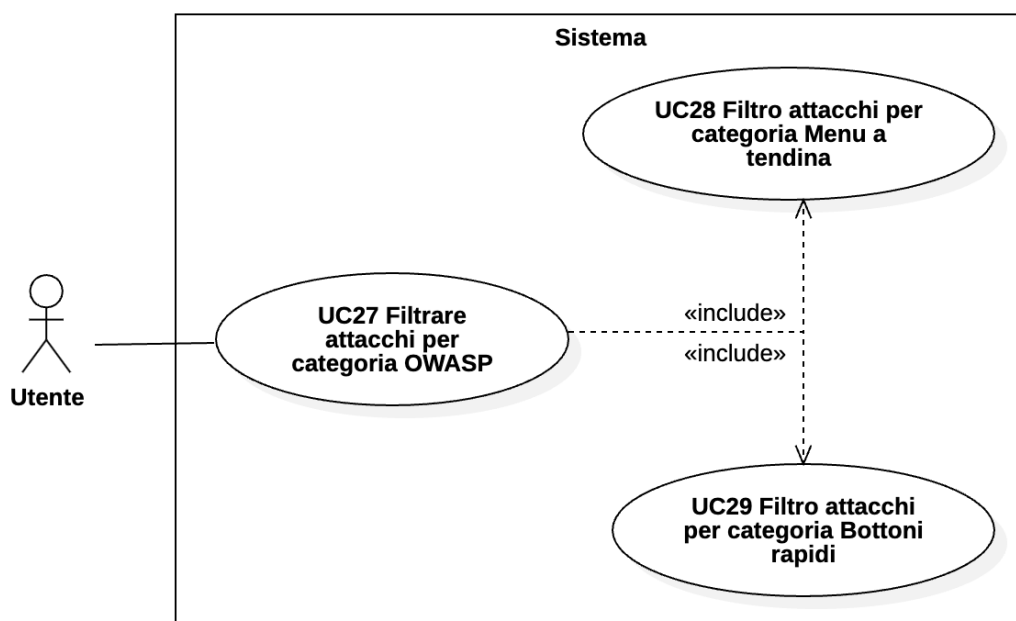 Sistema
UC28 Filtro attacchi per
categoria Menu a
tendina
UC27 Filtrare
attacchi per
categoria OWASP
«include»
«include»
Utente
UC29 Filtro attacchi
per categoria Bottoni
rapidi